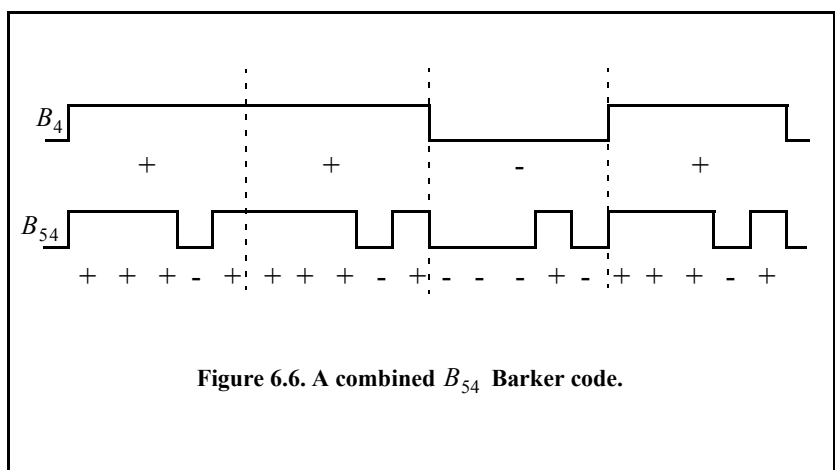 B4
+ + - +
B54
+ + + - + + + + - + - - - + - + + + - +
Figure 6.6. A combined B54 Barker code.